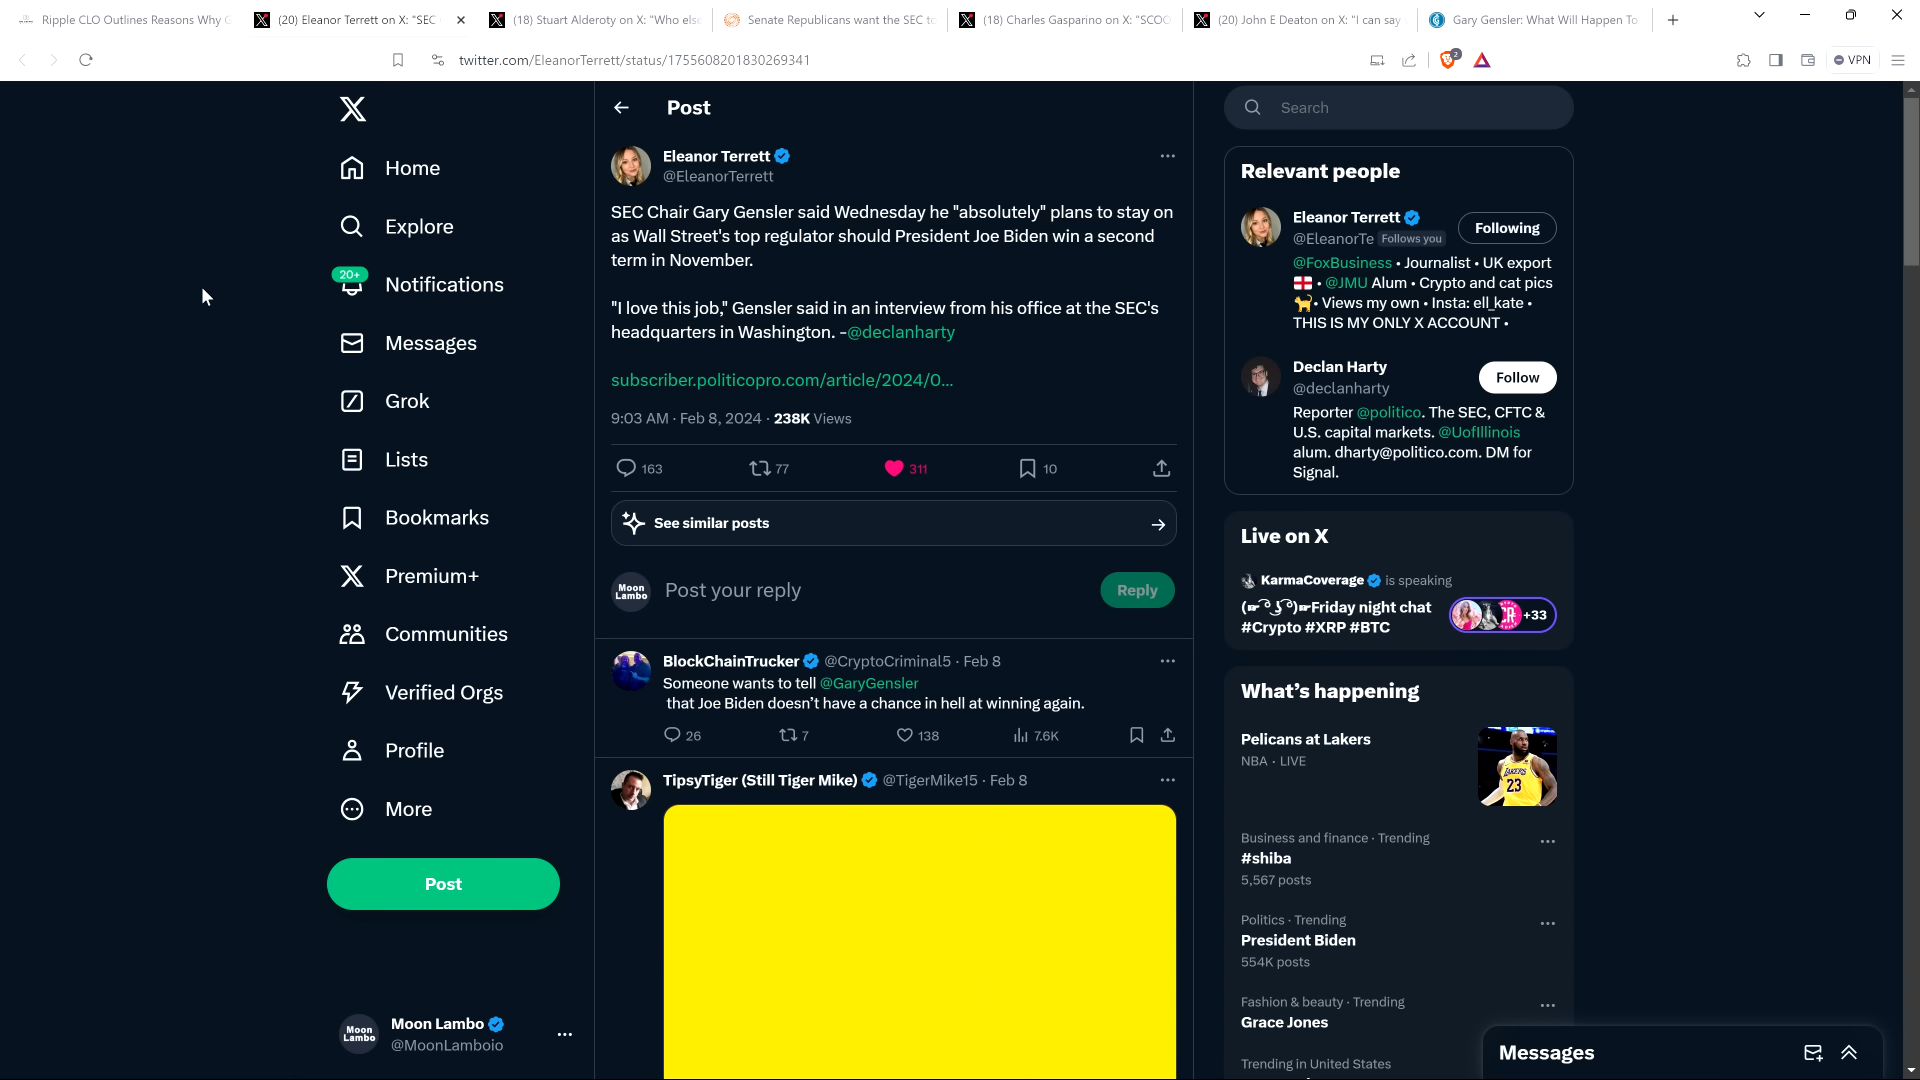 Ripple CLO Outlines Reasons Why G
(20) Eleanor Terrett on X: "SEC
(18) Stuart Alderoty on X: "Who else
Senate Republicans want the SEC to
(18) Charles Gasparino on X: "SCOO
(20) John E Deaton on X: "I can say
Gary Gensler: What Will Happen To
twitter.com/EleanorTerrett/status/1755608201830269341
2
VPN
Home
Explore
20+
Notifications
Messages
Grok
Lists
Bookmarks
Premium+
Communities
Verified Orgs
Profile
More
Post
Moon Lambo
Moon Lambo
@MoonLamboio
Post
Eleanor Terrett
@EleanorTerrett
SEC Chair Gary Gensler said Wednesday he "absolutely" plans to stay on
as Wall Street's top regulator should President Joe Biden win a second
term in November.
"I love this job," Gensler said in an interview from his office at the SEC's
headquarters in Washington. -@declanharty
subscriber.politicopro.com/article/2024/0...
9:03 AM · Feb 8, 2024 · 238K Views
163
77
311
10
See similar posts
Moon Lambo
Post your reply
Reply
BlockChainTrucker @CryptoCriminal5 · Feb 8
Someone wants to tell @GaryGensler
that Joe Biden doesn't have a chance in hell at winning again.
26
7
138
7.6K
TipsyTiger (Still Tiger Mike) @TigerMike15 · Feb 8
Search
Relevant people
Eleanor Terrett
@EleanorTe Follows you
Following
@FoxBusiness • Journalist • UK export
🏴󠁧󠁢󠁥󠁮󠁧󠁿 • @JMU Alum • Crypto and cat pics
🐈 • Views my own • Insta: ell_kate •
THIS IS MY ONLY X ACCOUNT •
Declan Harty
@declanharty
Follow
Reporter @politico. The SEC, CFTC &
U.S. capital markets. @UofIllinois
alum. dharty@politico.com. DM for
Signal.
Live on X
KarmaCoverage is speaking
(☞ ͡° ͜ʖ ͡°)☞Friday night chat
#Crypto #XRP #BTC
+33
What's happening
Pelicans at Lakers
NBA · LIVE
Business and finance · Trending
#shiba
5,567 posts
Politics · Trending
President Biden
554K posts
Fashion & beauty · Trending
Grace Jones
Trending in United States
Messages